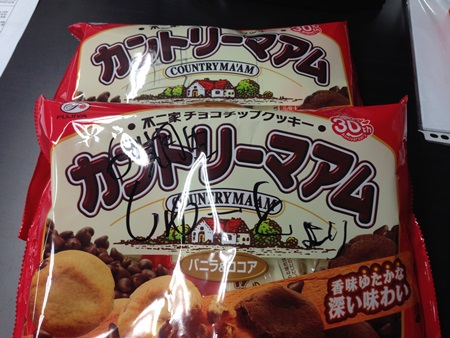 30th
カントリーマアム
COUNTRY MA'AM
FUJIYA
不二家 チョコチップクッキー
30th
カントリーマアム
COUNTRY MA'AM
バニラ&ココア
香味ゆたかな
深い味わい